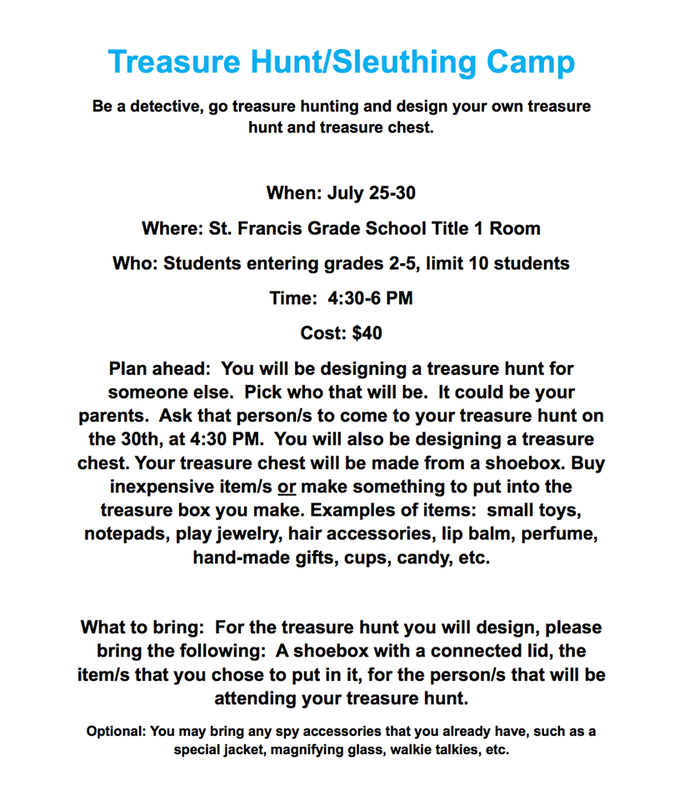 Treasure Hunt/Sleuthing Camp
Be a detective, go treasure hunting and design your own treasure
hunt and treasure chest.
When: July 25-30
Where: St. Francis Grade School Title 1 Room
Who: Students entering grades 2-5, limit 10 students
Time:  4:30-6 PM
Cost: $40
Plan ahead:  You will be designing a treasure hunt for
someone else.  Pick who that will be.  It could be your
parents.  Ask that person/s to come to your treasure hunt on
the 30th, at 4:30 PM.  You will also be designing a treasure
chest. Your treasure chest will be made from a shoebox. Buy
inexpensive item/s or make something to put into the
treasure box you make. Examples of items:  small toys,
notepads, play jewelry, hair accessories, lip balm, perfume,
hand-made gifts, cups, candy, etc.
What to bring:  For the treasure hunt you will design, please
bring the following:  A shoebox with a connected lid, the
item/s that you chose to put in it, for the person/s that will be
attending your treasure hunt.
Optional: You may bring any spy accessories that you already have, such as a
special jacket, magnifying glass, walkie talkies, etc.